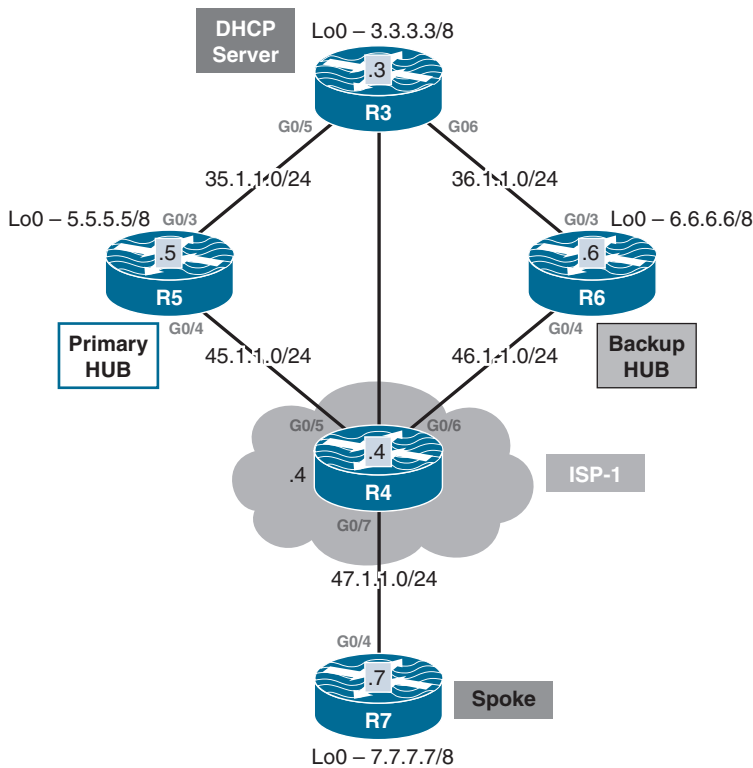 DHCP
Server
Lo0 – 3.3.3.3/8
.3
R3
G0/5
G06
35.1.1.0/24
36.1.1.0/24
Lo0 – 5.5.5.5/8
G0/3
G0/3
Lo0 – 6.6.6.6/8
.5
R5
.6
R6
G0/4
G0/4
Primary
HUB
45.1.1.0/24
46.1.1.0/24
Backup
HUB
G0/5
G0/6
.4
.4
R4
ISP-1
G0/7
47.1.1.0/24
G0/4
.7
R7
Spoke
Lo0 – 7.7.7.7/8